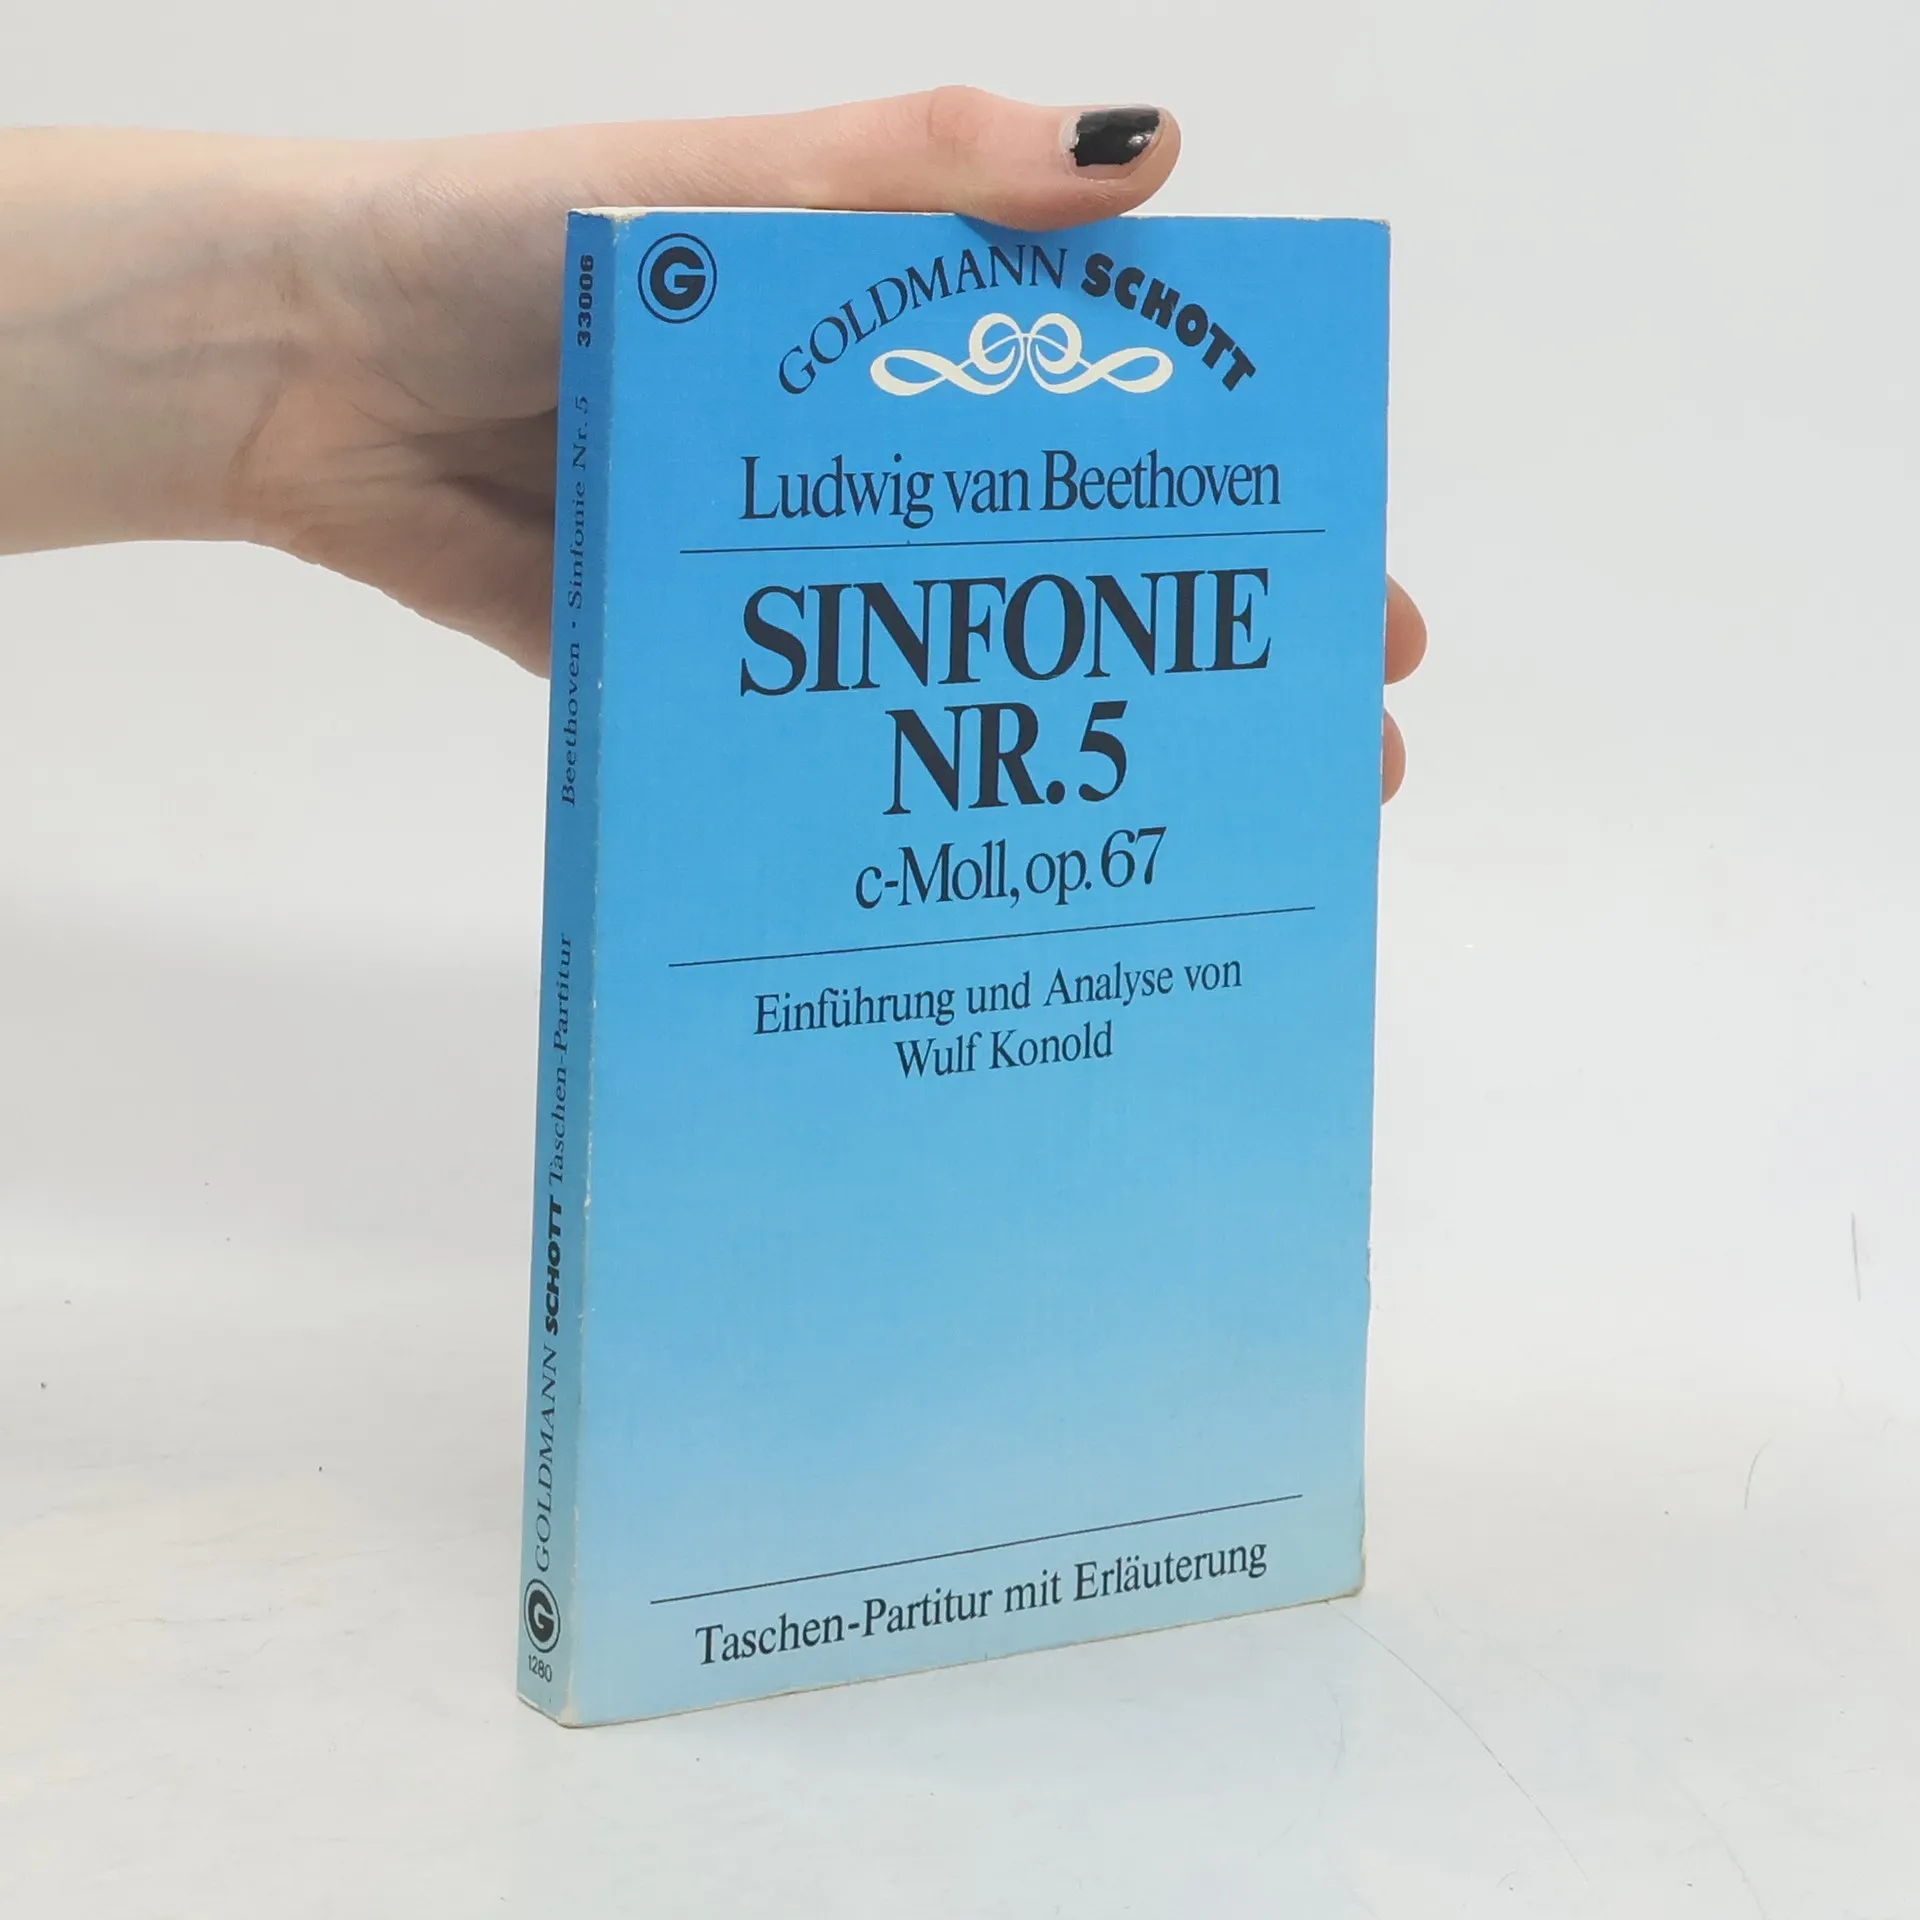 G
GOLDMANN SCHOTT
Ludwig van Beethoven
SINFONIE
NR. 5
c-Moll, op. 67
Einführung und Analyse von
Wulf Konold
Taschen-Partitur mit Erläuterung
33006
Beethoven · Sinfonie Nr. 5
GOLDMANN SCHOTT Taschen-Partitur
G
1280